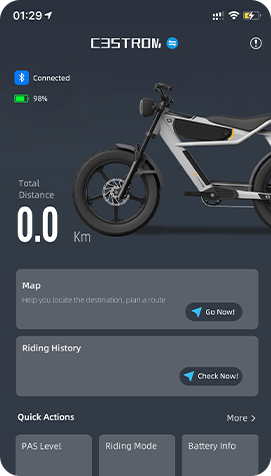 01:29
C3STROM
Connected
98%
Total
Distance
0.0 Km
Map
Help you locate the destination, plan a route
Go Now!
Riding History
Check Now!
Quick Actions
More >
PAS Level
Riding Mode
Battery Info